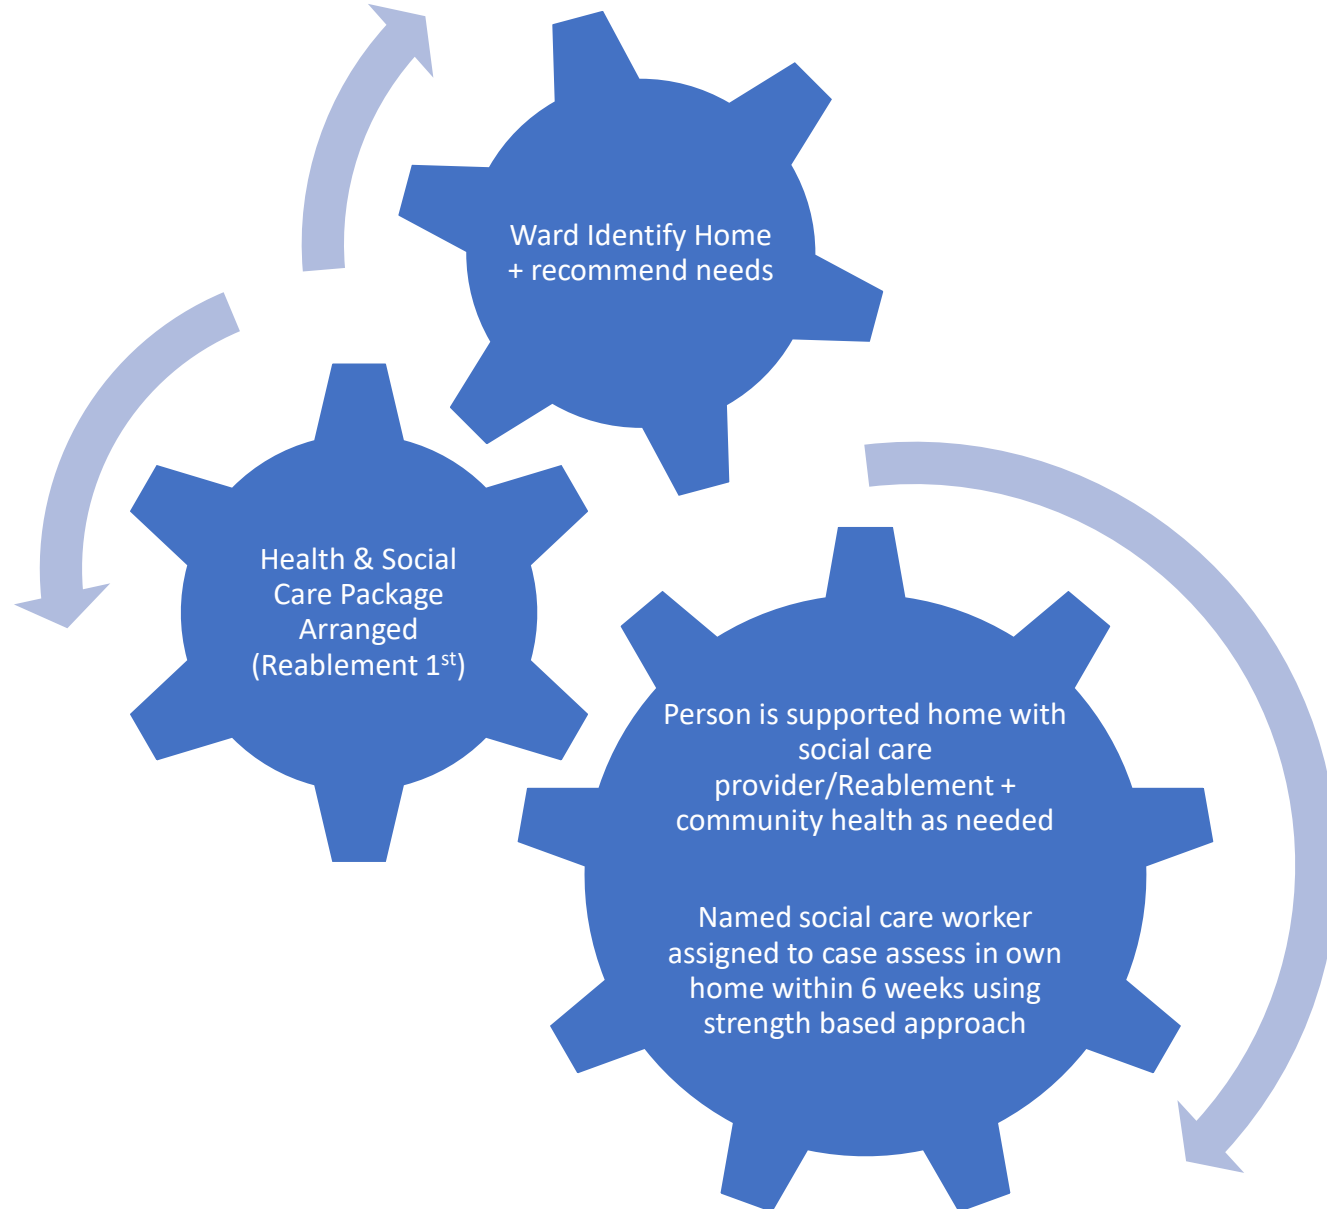 Ward Identify Home
+ recommend needs
Health & Social
Care Package
Arranged
(Reablement 1st)
Person is supported home with
social care
provider/Reablement +
community health as needed
Named social care worker
assigned to case assess in own
home within 6 weeks using
strength based approach